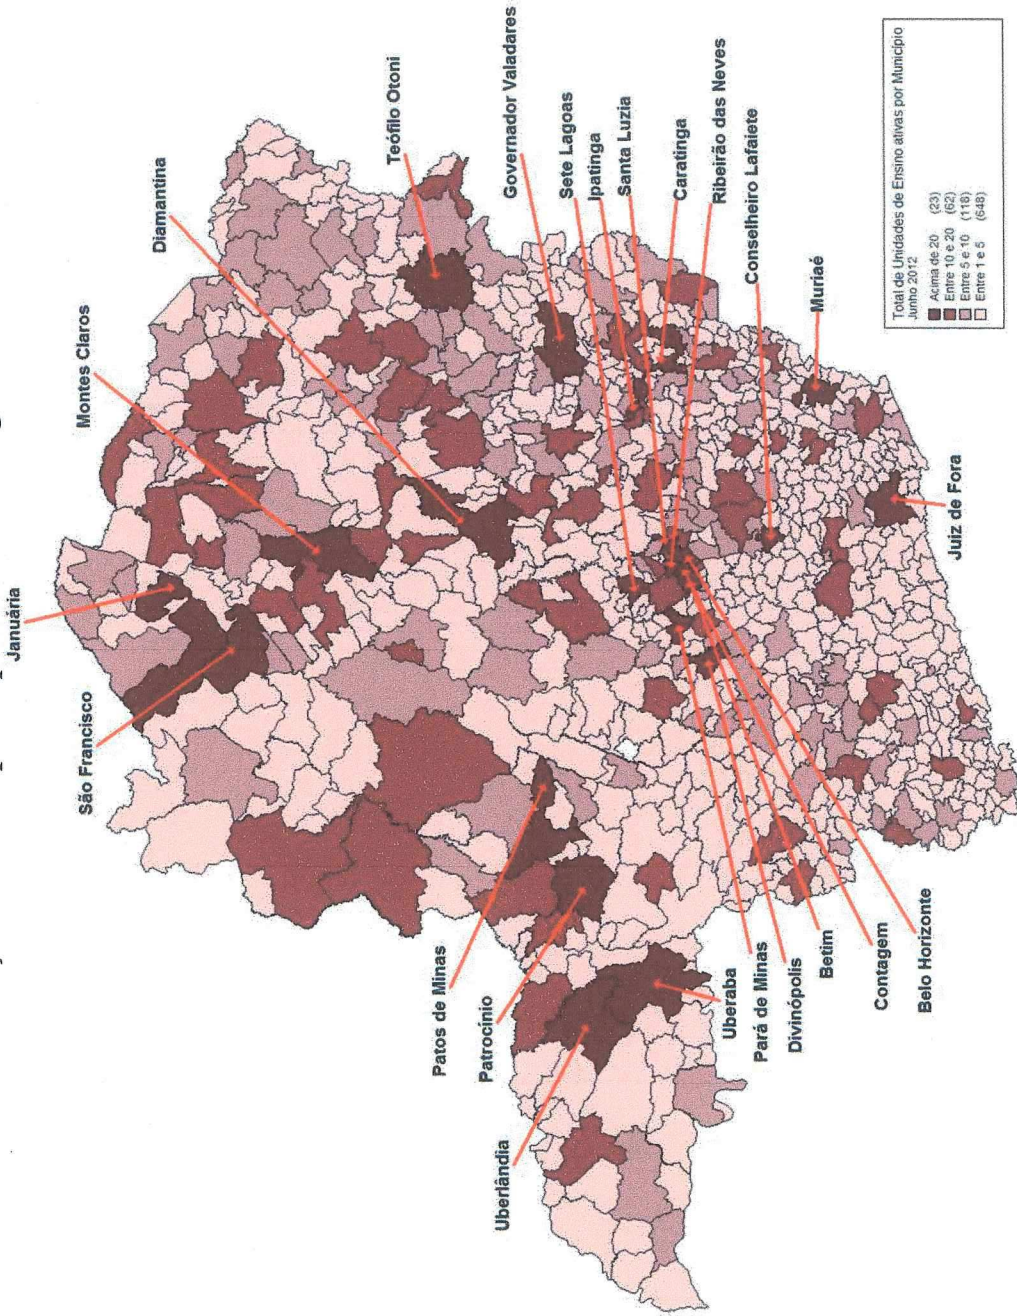 Januária
São Francisco
Montes Claros
Diamantina
Teófilo Otoni
Governador Valadares
Sete Lagoas
Ipatinga
Santa Luzia
Caratinga
Ribeirão das Neves
Conselheiro Lafaiete
Muriaé
Juiz de Fora
Patos de Minas
Patrocínio
Uberlândia
Uberaba
Pará de Minas
Divinópolis
Betim
Contagem
Belo Horizonte
Total de Unidades de Ensino ativas por Município
Junho 2012
Acima de 20 (23)
Entre 10 e 20 (62)
Entre 5 e 10 (118)
Entre 1 e 5 (648)